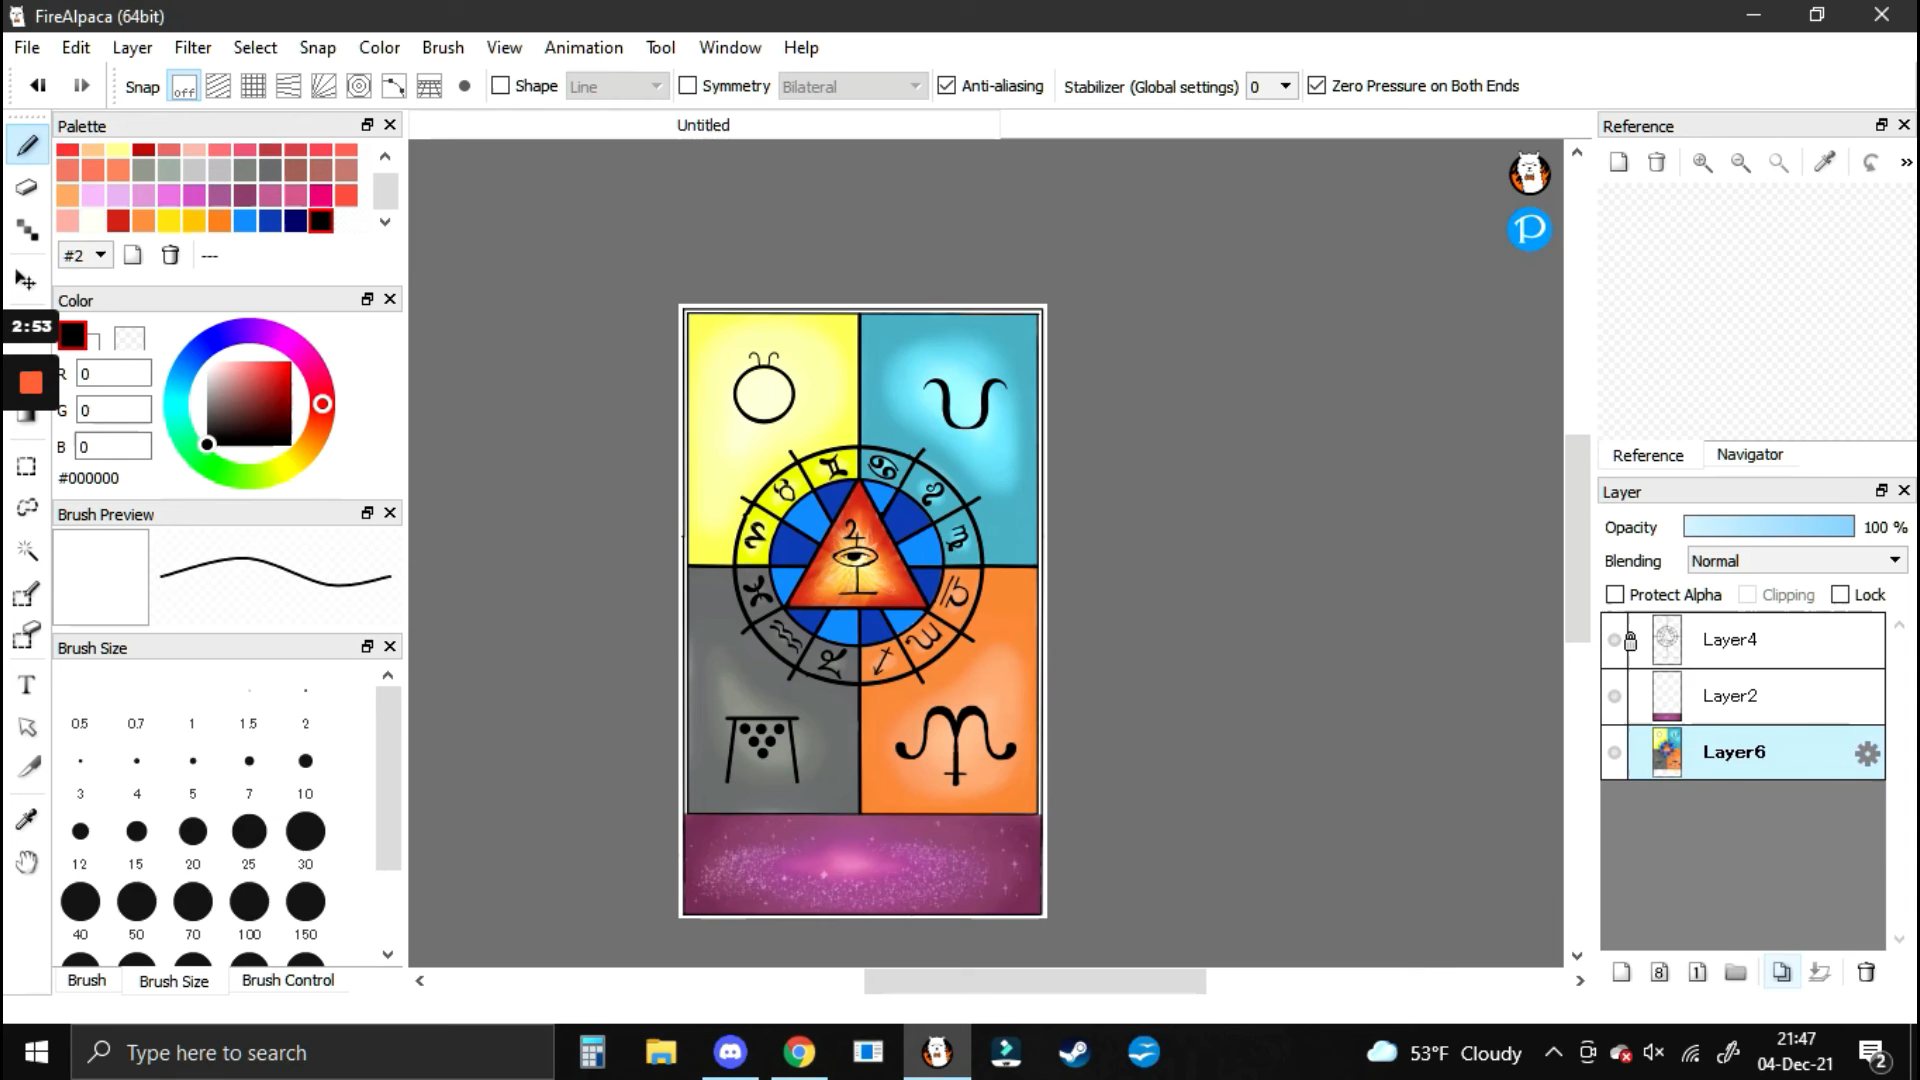 FireAlpaca (64bit)
File Edit Layer Filter Select Snap Color Brush View Animation Tool Window Help
Snap off Shape Line Symmetry Bilateral Anti-aliasing Stabilizer (Global settings) 0 Zero Pressure on Both Ends
Palette
Untitled
Reference
#2 ---
Color
2:53
R 0
G 0
B 0
#000000
Reference Navigator
Layer
Brush Preview
Opacity 100 %
Blending Normal
Protect Alpha Clipping Lock
Brush Size
Layer4
0.5 0.7 1 1.5 2
Layer2
Layer6
3 4 5 7 10
12 15 20 25 30
40 50 70 100 150
Brush Brush Size Brush Control
8 1
Type here to search
53°F Cloudy
21:47
04-Dec-21
2